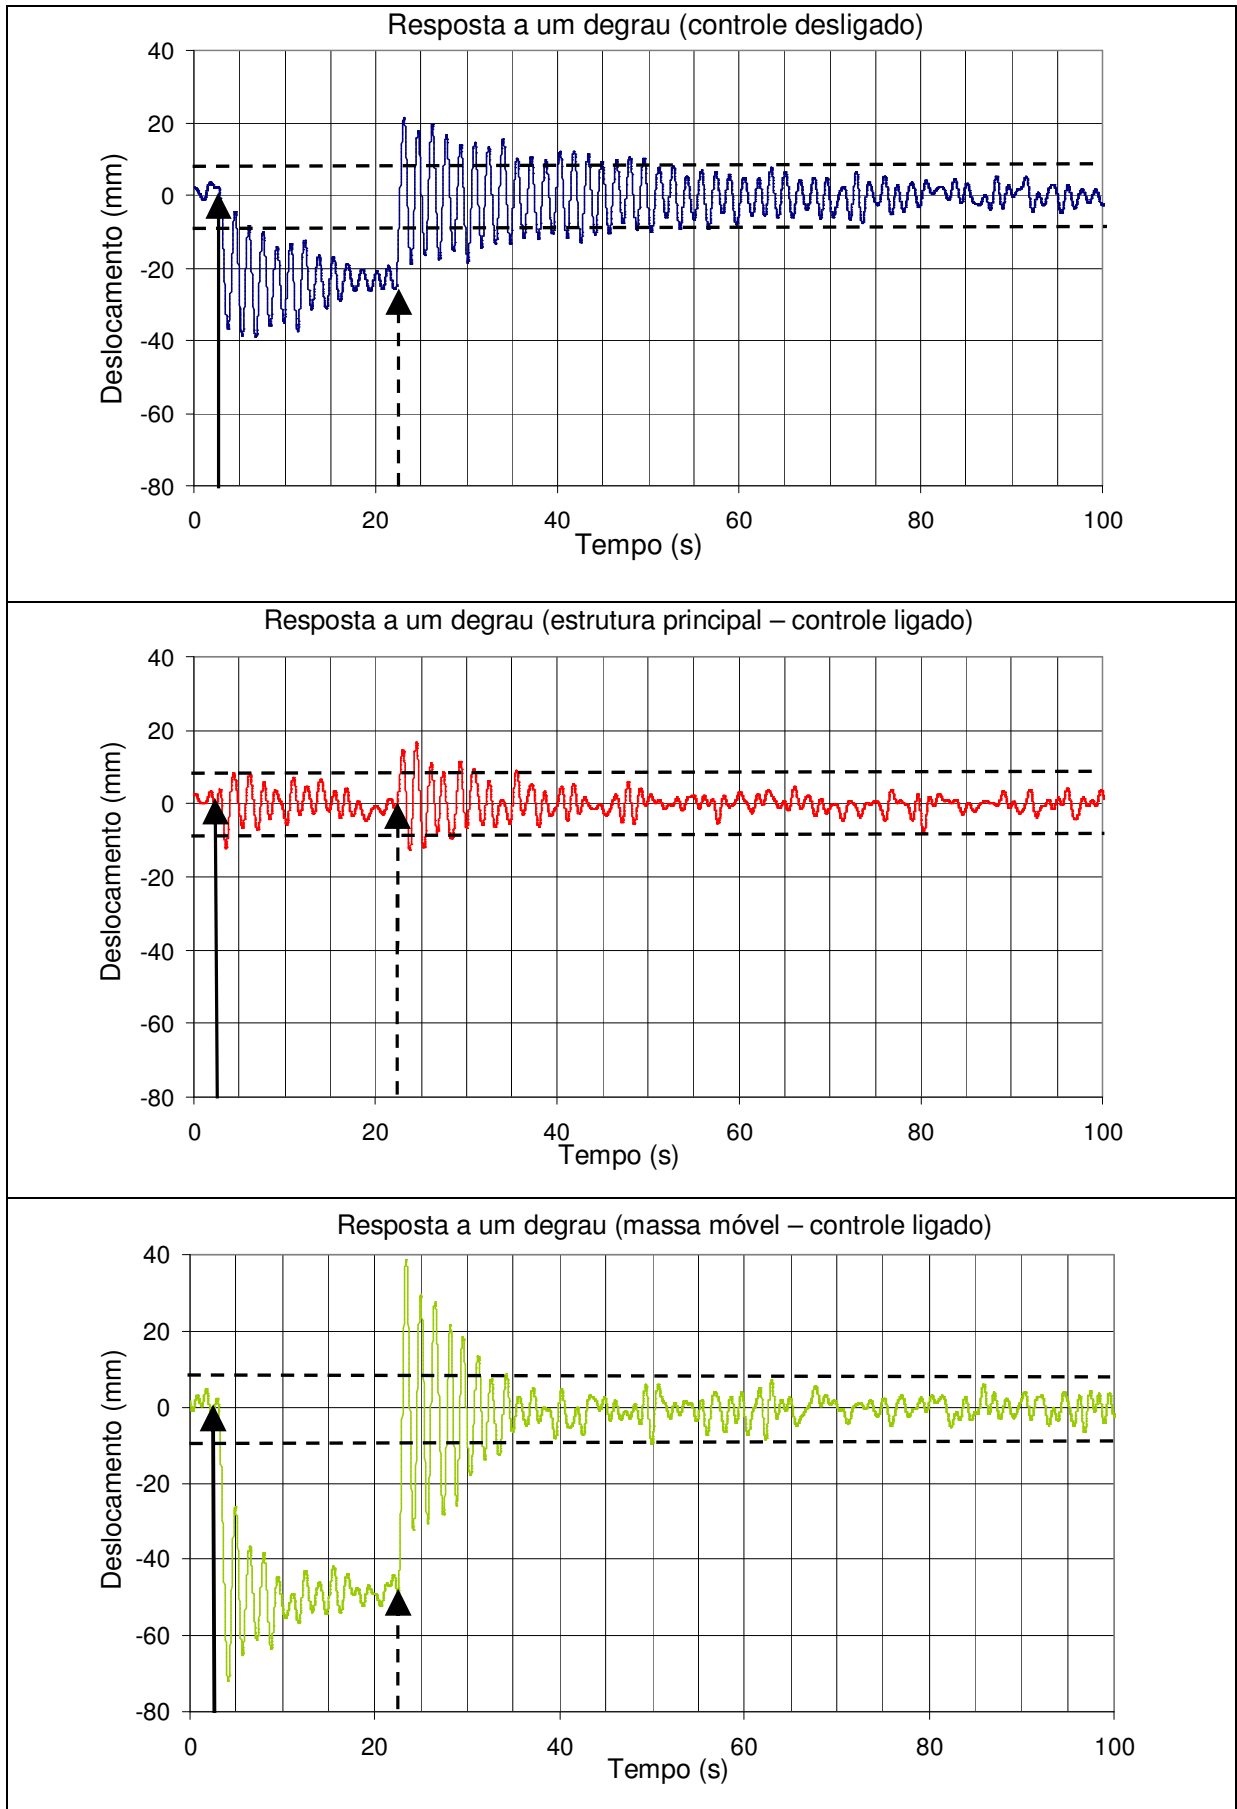 Resposta a um degrau (controle desligado)
40
20
0
-20
-40
-60
-80
Deslocamento (mm)
0 20 40 60 80 100
Tempo (s)
Resposta a um degrau (estrutura principal – controle ligado)
40
20
0
-20
-40
-60
-80
Deslocamento (mm)
0 20 40 60 80 100
Tempo (s)
Resposta a um degrau (massa móvel – controle ligado)
40
20
0
-20
-40
-60
-80
Deslocamento (mm)
0 20 40 60 80 100
Tempo (s)